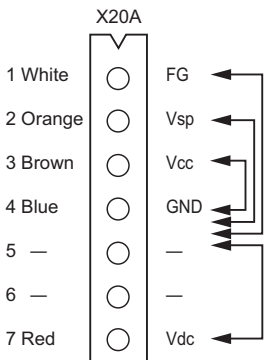 X20A
1 White FG
2 Orange Vsp
3 Brown Vcc
4 Blue GND
5 — —
6 — —
7 Red Vdc